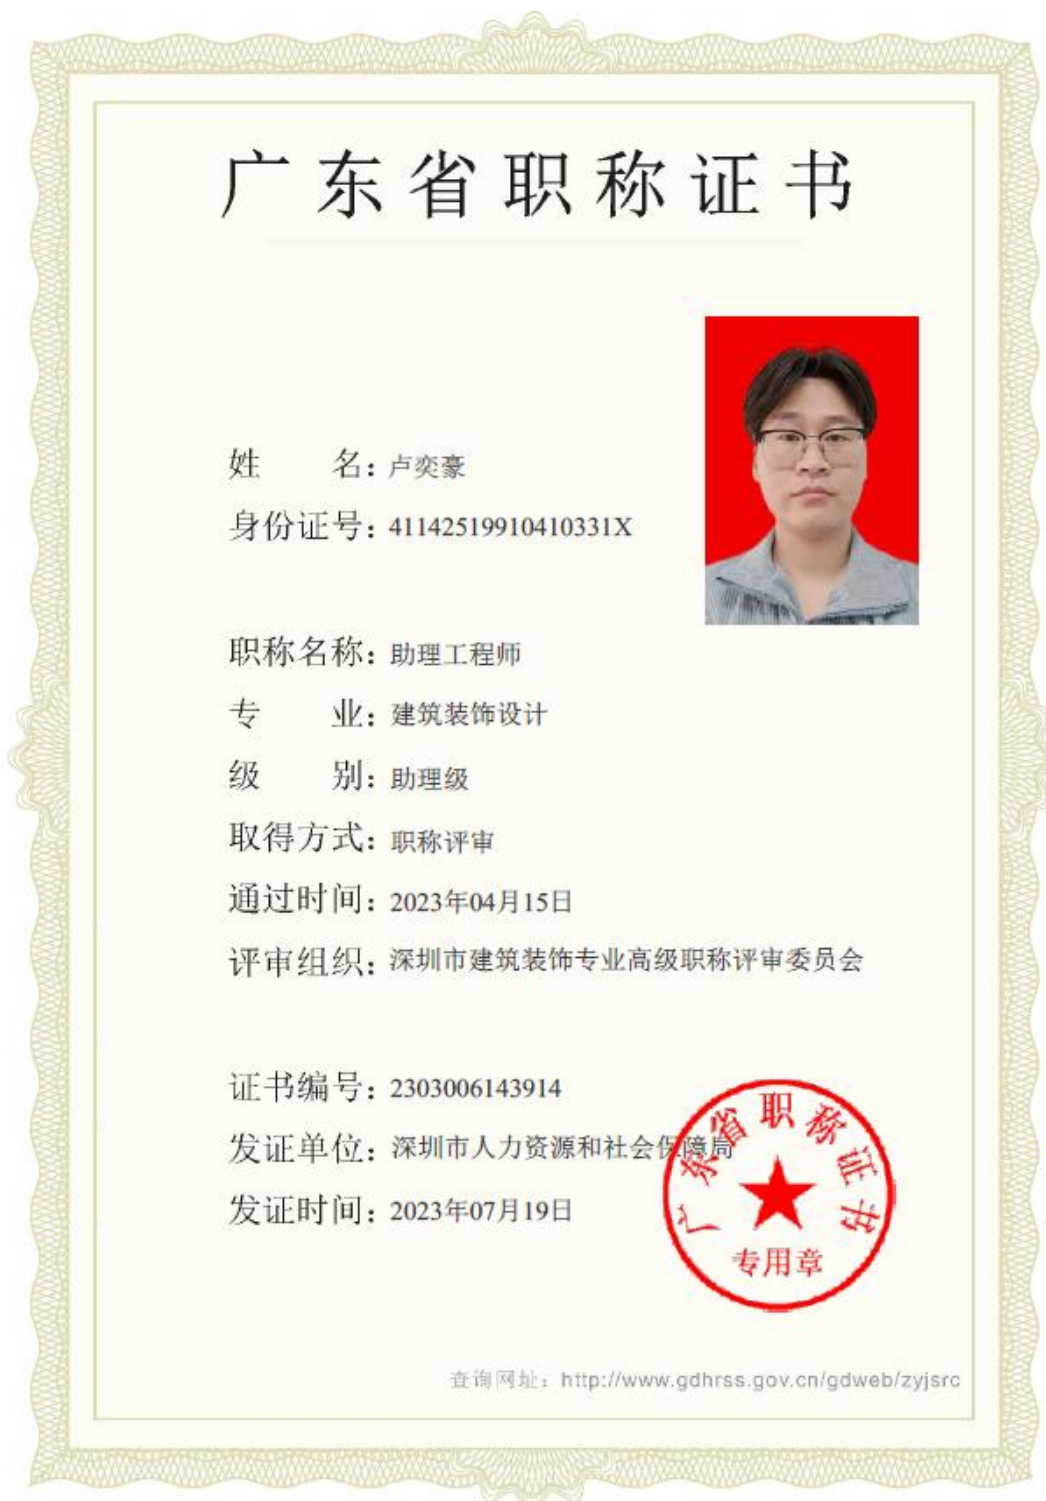 广东省职称证书
姓 名：卢奕豪
身份证号：41142519910410331X
职称名称：助理工程师
专 业：建筑装饰设计
级 别：助理级
取得方式：职称评审
通过时间：2023年04月15日
评审组织：深圳市建筑装饰专业高级职称评审委员会
证书编号：2303006143914
发证单位：深圳市人力资源和社会保障局
发证时间：2023年07月19日
广东省职称证书
专用章
查询网址：http://www.gdhrss.gov.cn/gdweb/zyjsrc